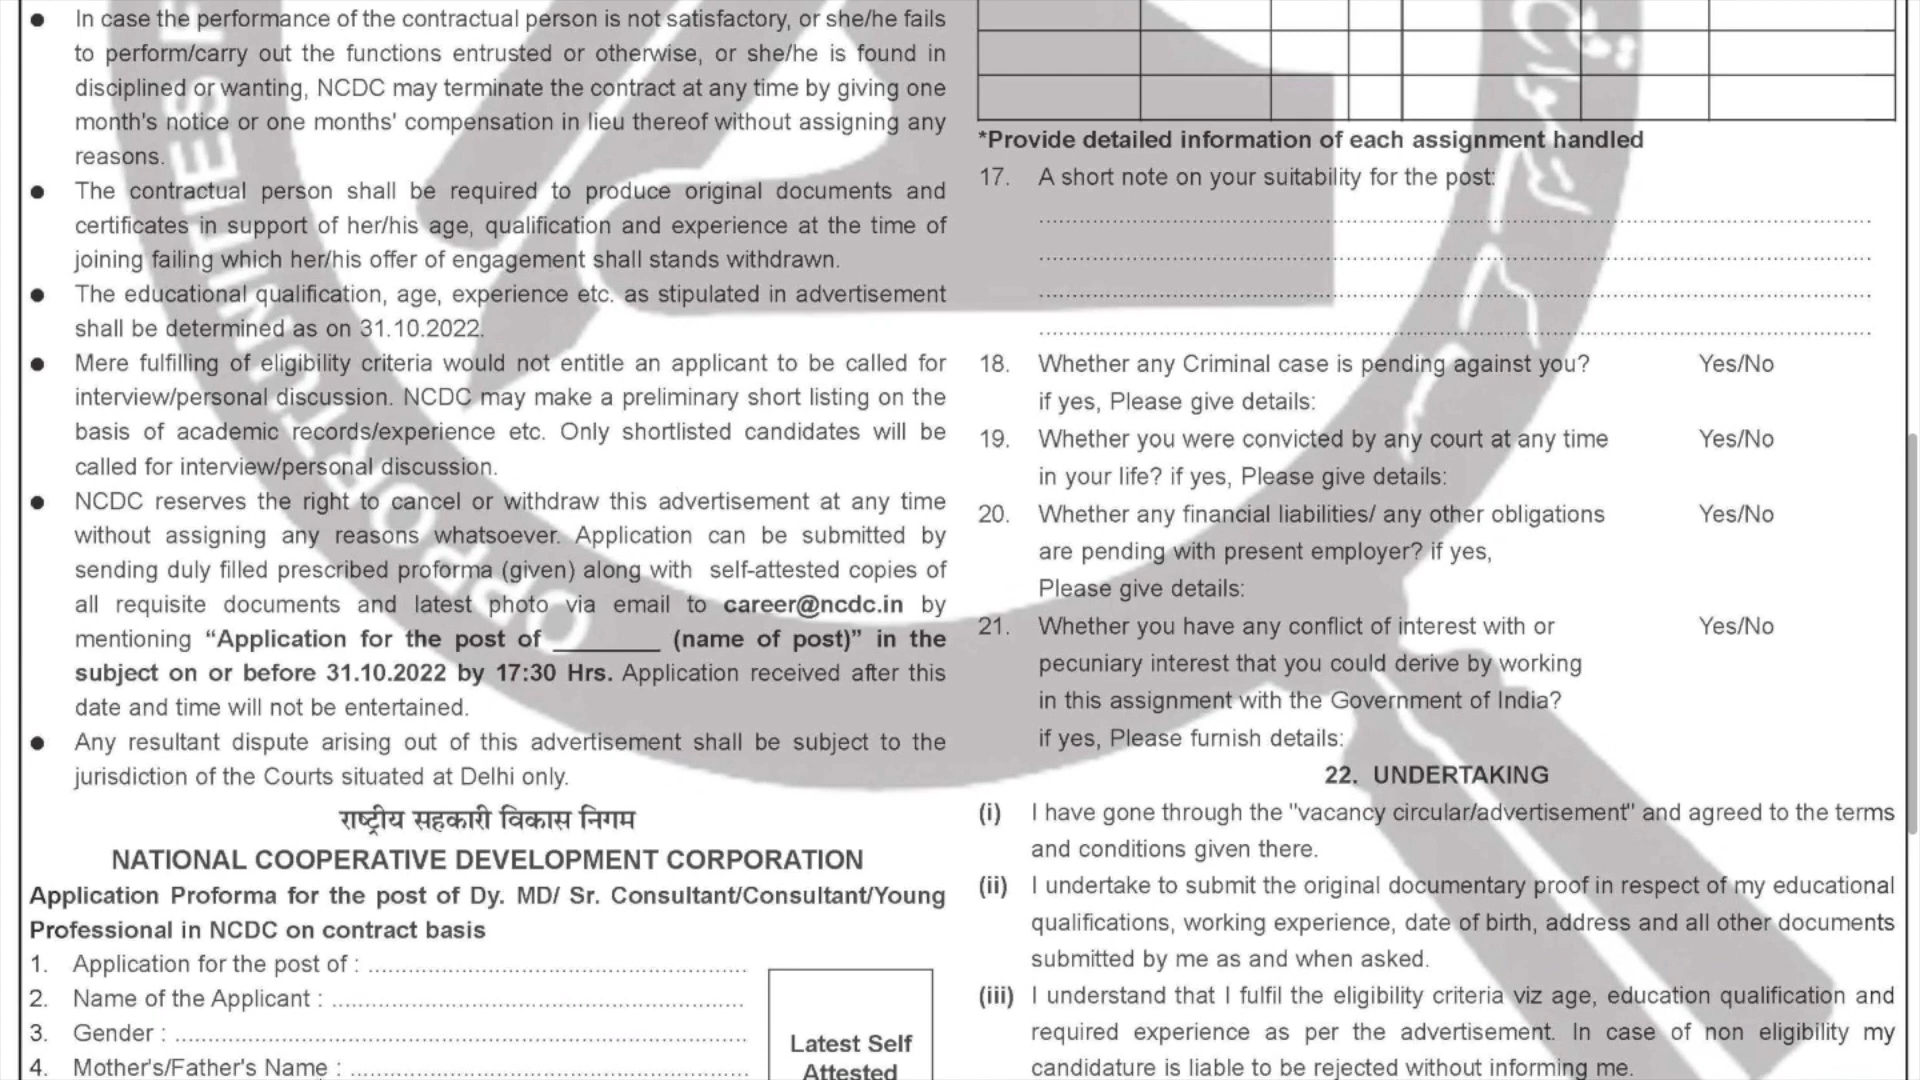 ● In case the performance of the contractual person is not satisfactory, or she/he fails
to perform/carry out the functions entrusted or otherwise, or she/he is found in
disciplined or wanting, NCDC may terminate the contract at any time by giving one
month's notice or one months' compensation in lieu thereof without assigning any
reasons.
● The contractual person shall be required to produce original documents and
certificates in support of her/his age, qualification and experience at the time of
joining failing which her/his offer of engagement shall stands withdrawn.
● The educational qualification, age, experience etc. as stipulated in advertisement
shall be determined as on 31.10.2022.
● Mere fulfilling of eligibility criteria would not entitle an applicant to be called for
interview/personal discussion. NCDC may make a preliminary short listing on the
basis of academic records/experience etc. Only shortlisted candidates will be
called for interview/personal discussion.
● NCDC reserves the right to cancel or withdraw this advertisement at any time
without assigning any reasons whatsoever. Application can be submitted by
sending duly filled prescribed proforma (given) along with self-attested copies of
all requisite documents and latest photo via email to career@ncdc.in by
mentioning “Application for the post of ________ (name of post)” in the
subject on or before 31.10.2022 by 17:30 Hrs. Application received after this
date and time will not be entertained.
● Any resultant dispute arising out of this advertisement shall be subject to the
jurisdiction of the Courts situated at Delhi only.
राष्ट्रीय सहकारी विकास निगम
NATIONAL COOPERATIVE DEVELOPMENT CORPORATION
Application Proforma for the post of Dy. MD/ Sr. Consultant/Consultant/Young
Professional in NCDC on contract basis
1. Application for the post of : ........................................................
2. Name of the Applicant : .............................................................
3. Gender : ....................................................................................
4. Mother's/Father's Name : ..........................................................
Latest Self
Attested
*Provide detailed information of each assignment handled
17. A short note on your suitability for the post:
18. Whether any Criminal case is pending against you? Yes/No
if yes, Please give details:
19. Whether you were convicted by any court at any time Yes/No
in your life? if yes, Please give details:
20. Whether any financial liabilities/ any other obligations Yes/No
are pending with present employer? if yes,
Please give details:
21. Whether you have any conflict of interest with or Yes/No
pecuniary interest that you could derive by working
in this assignment with the Government of India?
if yes, Please furnish details:
22. UNDERTAKING
(i) I have gone through the "vacancy circular/advertisement" and agreed to the terms
and conditions given there.
(ii) I undertake to submit the original documentary proof in respect of my educational
qualifications, working experience, date of birth, address and all other documents
submitted by me as and when asked.
(iii) I understand that I fulfil the eligibility criteria viz age, education qualification and
required experience as per the advertisement. In case of non eligibility my
candidature is liable to be rejected without informing me.